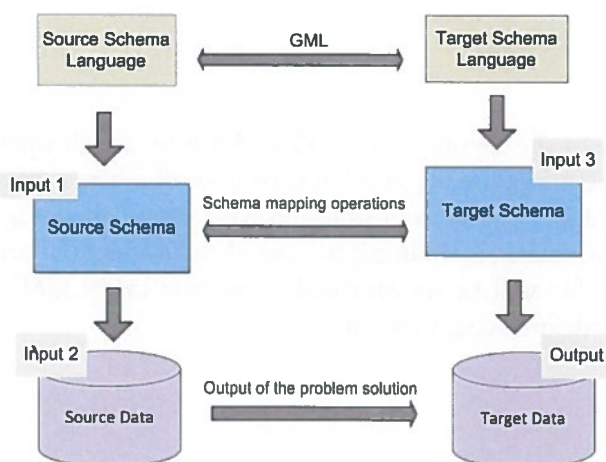 Source Schema
Language
GML
Target Schema
Language
Input 1
Source Schema
Schema mapping operations
Input 3
Target Schema
Input 2
Source Data
Output of the problem solution
Output
Target Data